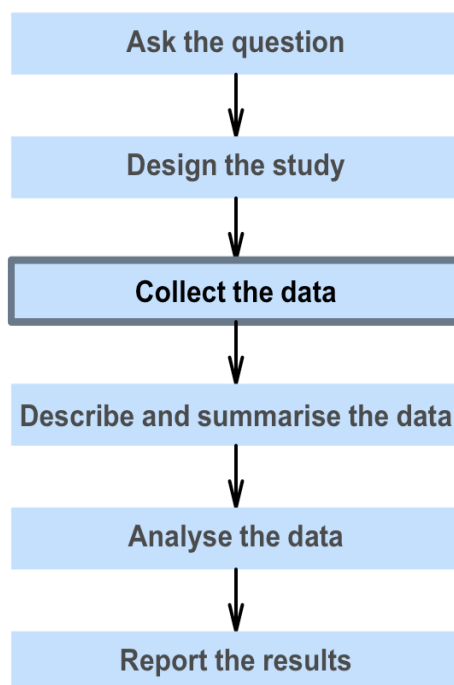 Ask the question
Design the study
Collect the data
Describe and summarise the data
Analyse the data
Report the results